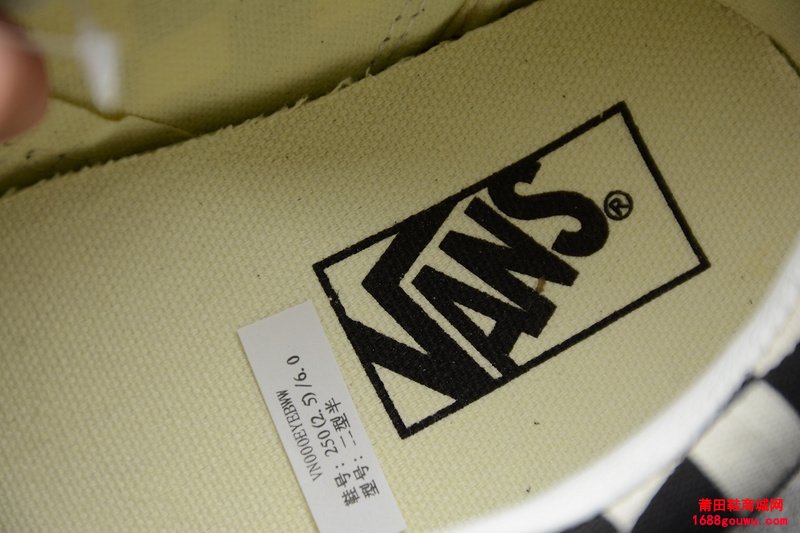 VANS®
VN000EYEBWW
鞋号：250(2.5)/6.0
型号：二型半
莆田鞋商城网
1688gouwu.com